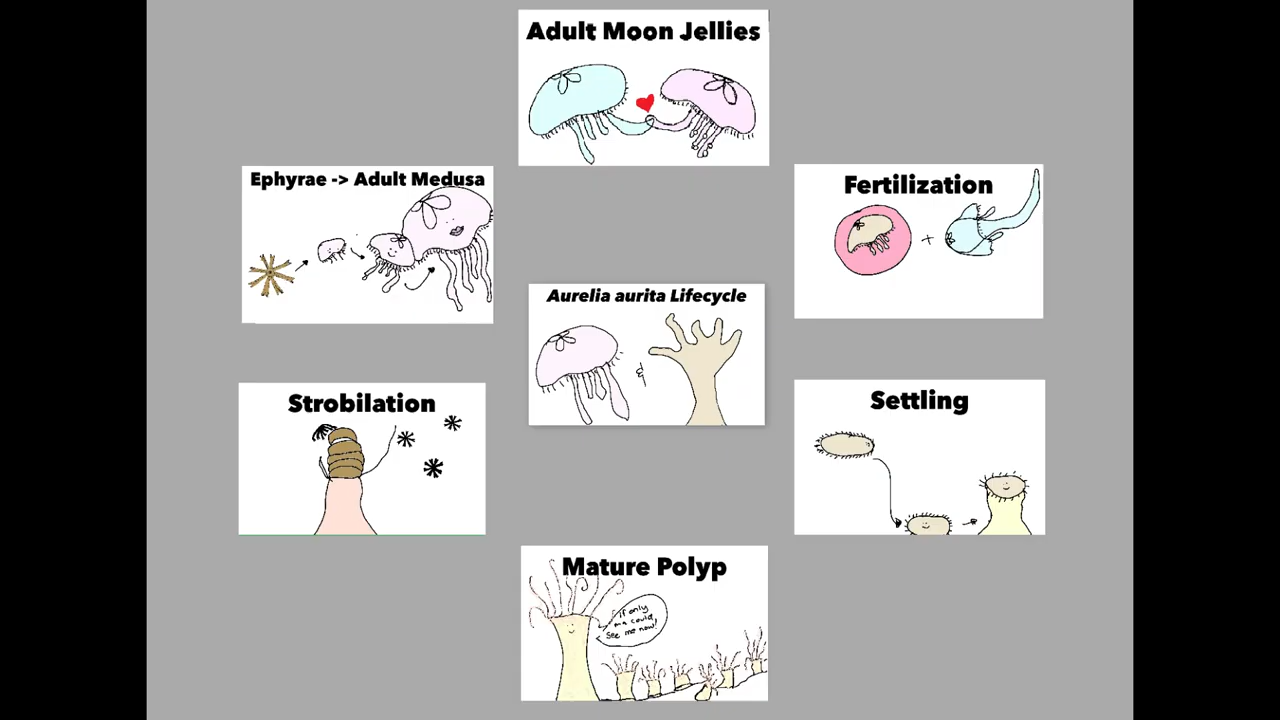 Adult Moon Jellies
Ephyrae -> Adult Medusa
Fertilization
+
Aurelia aurita Lifecycle
&
Strobilation
Settling
Mature Polyp
if only
ma could
see me now!